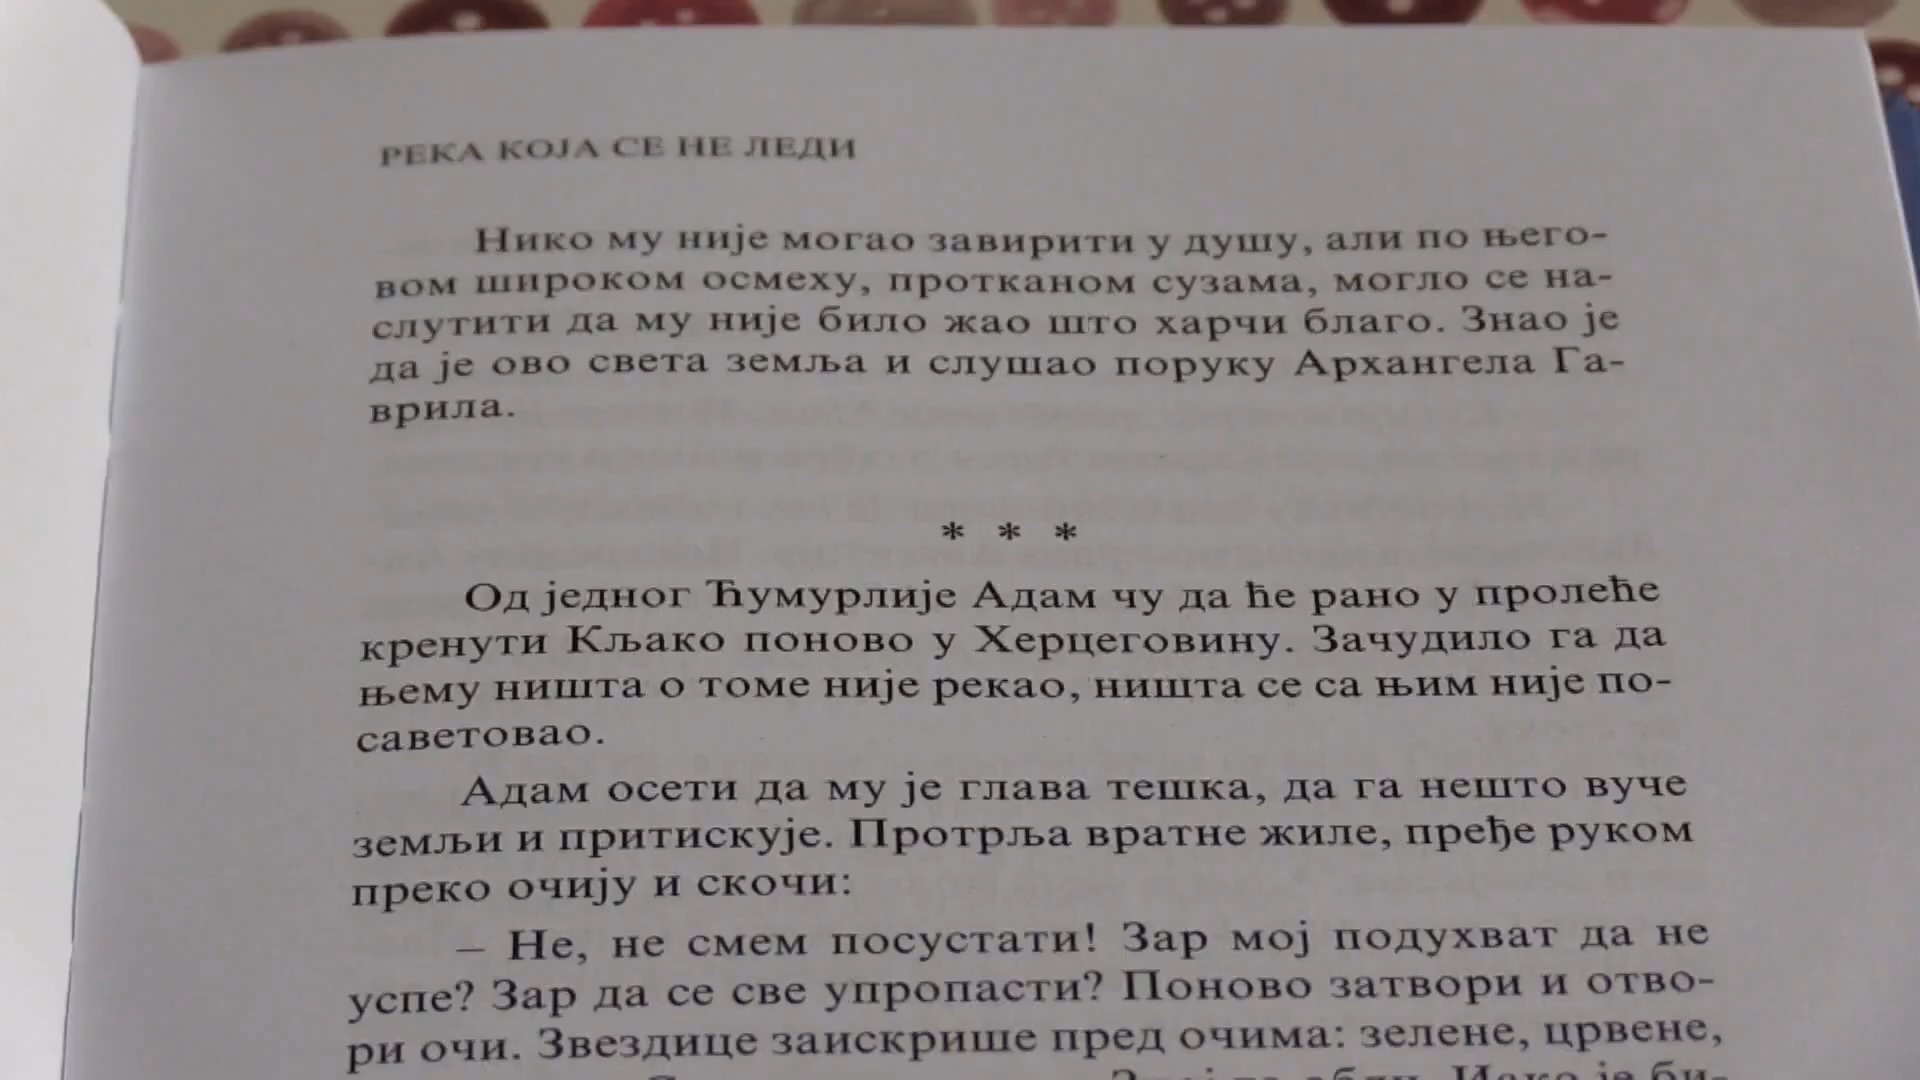 РЕКА КОЈА СЕ НЕ ЛЕДИ
Нико му није могао завирити у душу, али по њего-
вом широком осмеху, протканом сузама, могло се на-
слутити да му није било жао што харчи благо. Знао је
да је ово света земља и слушао поруку Архангела Га-
врила.
* * *
Од једног Ћумурлије Адам чу да ће рано у пролеће
кренути Кљако поново у Херцеговину. Зачудило га да
њему ништа о томе није рекао, ништа се са њим није по-
саветовао.
Адам осети да му је глава тешка, да га нешто вуче
земљи и притискује. Протрља вратне жиле, пређе руком
преко очију и скочи:
– Не, не смем посустати! Зар мој подухват да не
успе? Зар да се све упропасти? Поново затвори и отво-
ри очи. Звездице заискрише пред очима: зелене, црвене,
Иако је би-